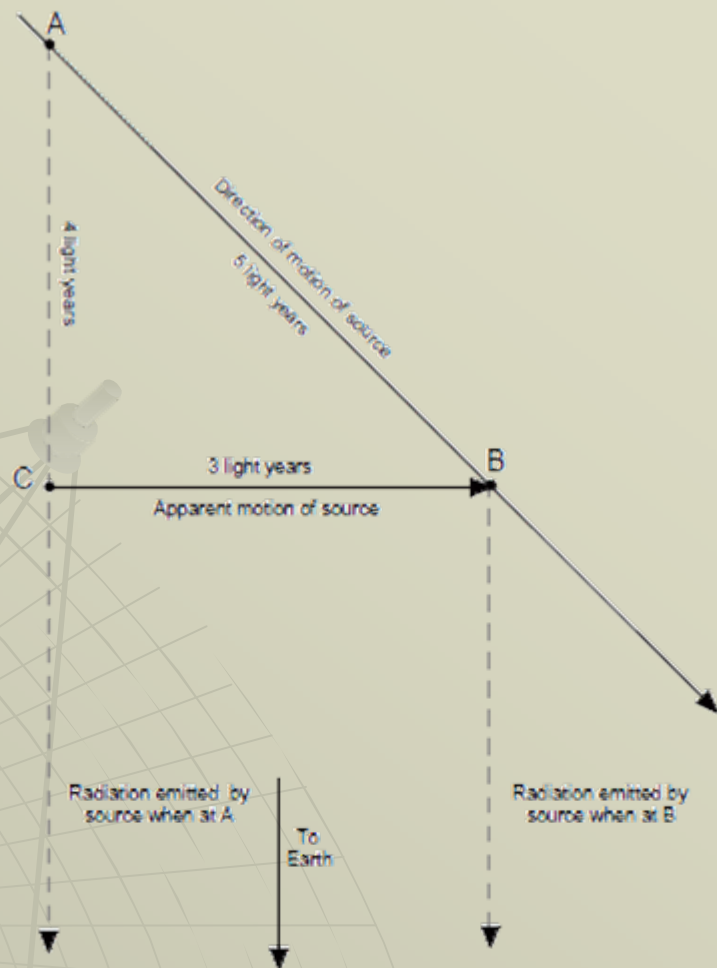 A
4 light years
Direction of motion of source
5 light years
C
3 light years
B
Apparent motion of source
Radiation emitted by
source when at A
To
Earth
Radiation emitted by
source when at B